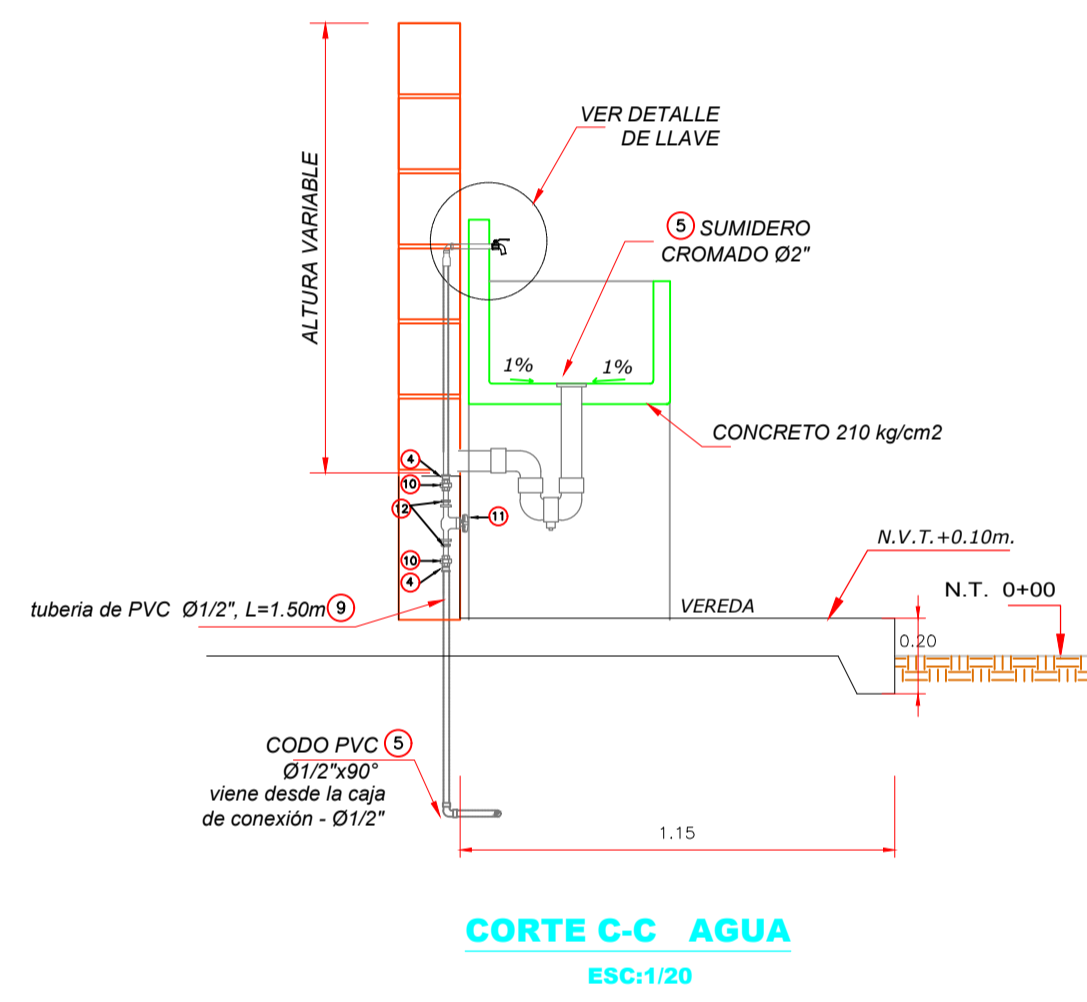 VER DETALLE
DE LLAVE
ALTURA VARIABLE
5 SUMIDERO
CROMADO Ø2"
1% 1%
CONCRETO 210 kg/cm2
4
10
12
11
10
4
N.V.T.+0.10m.
N.T. 0+00
tuberia de PVC Ø1/2", L=1.50m 9
VEREDA
0.20
CODO PVC 5
Ø1/2"x90°
viene desde la caja
de conexión - Ø1/2"
1.15
CORTE C-C AGUA
ESC:1/20